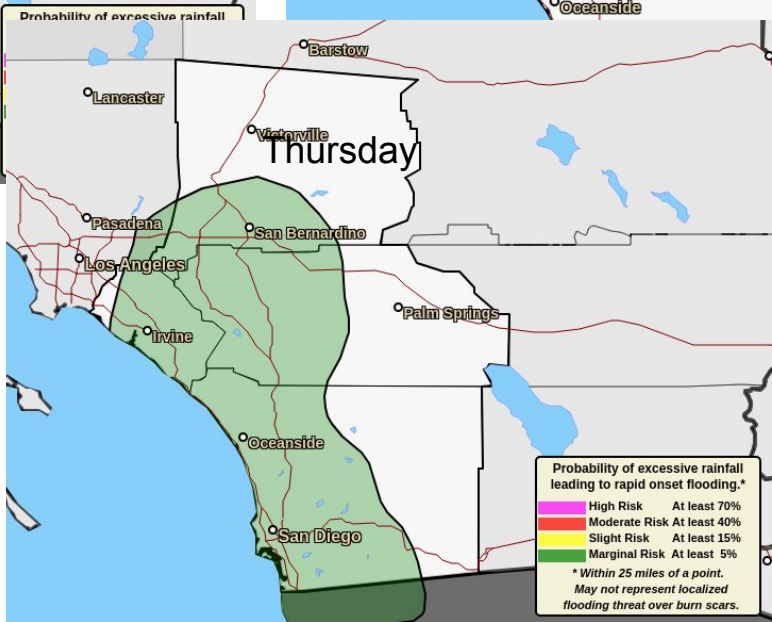 Probability of excessive rainfall
Oceanside
Barstow
Lancaster
Victorville
Thursday
Pasadena
San Bernardino
Los Angeles
Palm Springs
Irvine
Oceanside
San Diego
Probability of excessive rainfall
leading to rapid onset flooding.*
High Risk At least 70%
Moderate Risk At least 40%
Slight Risk At least 15%
Marginal Risk At least 5%
* Within 25 miles of a point.
May not represent localized
flooding threat over burn scars.